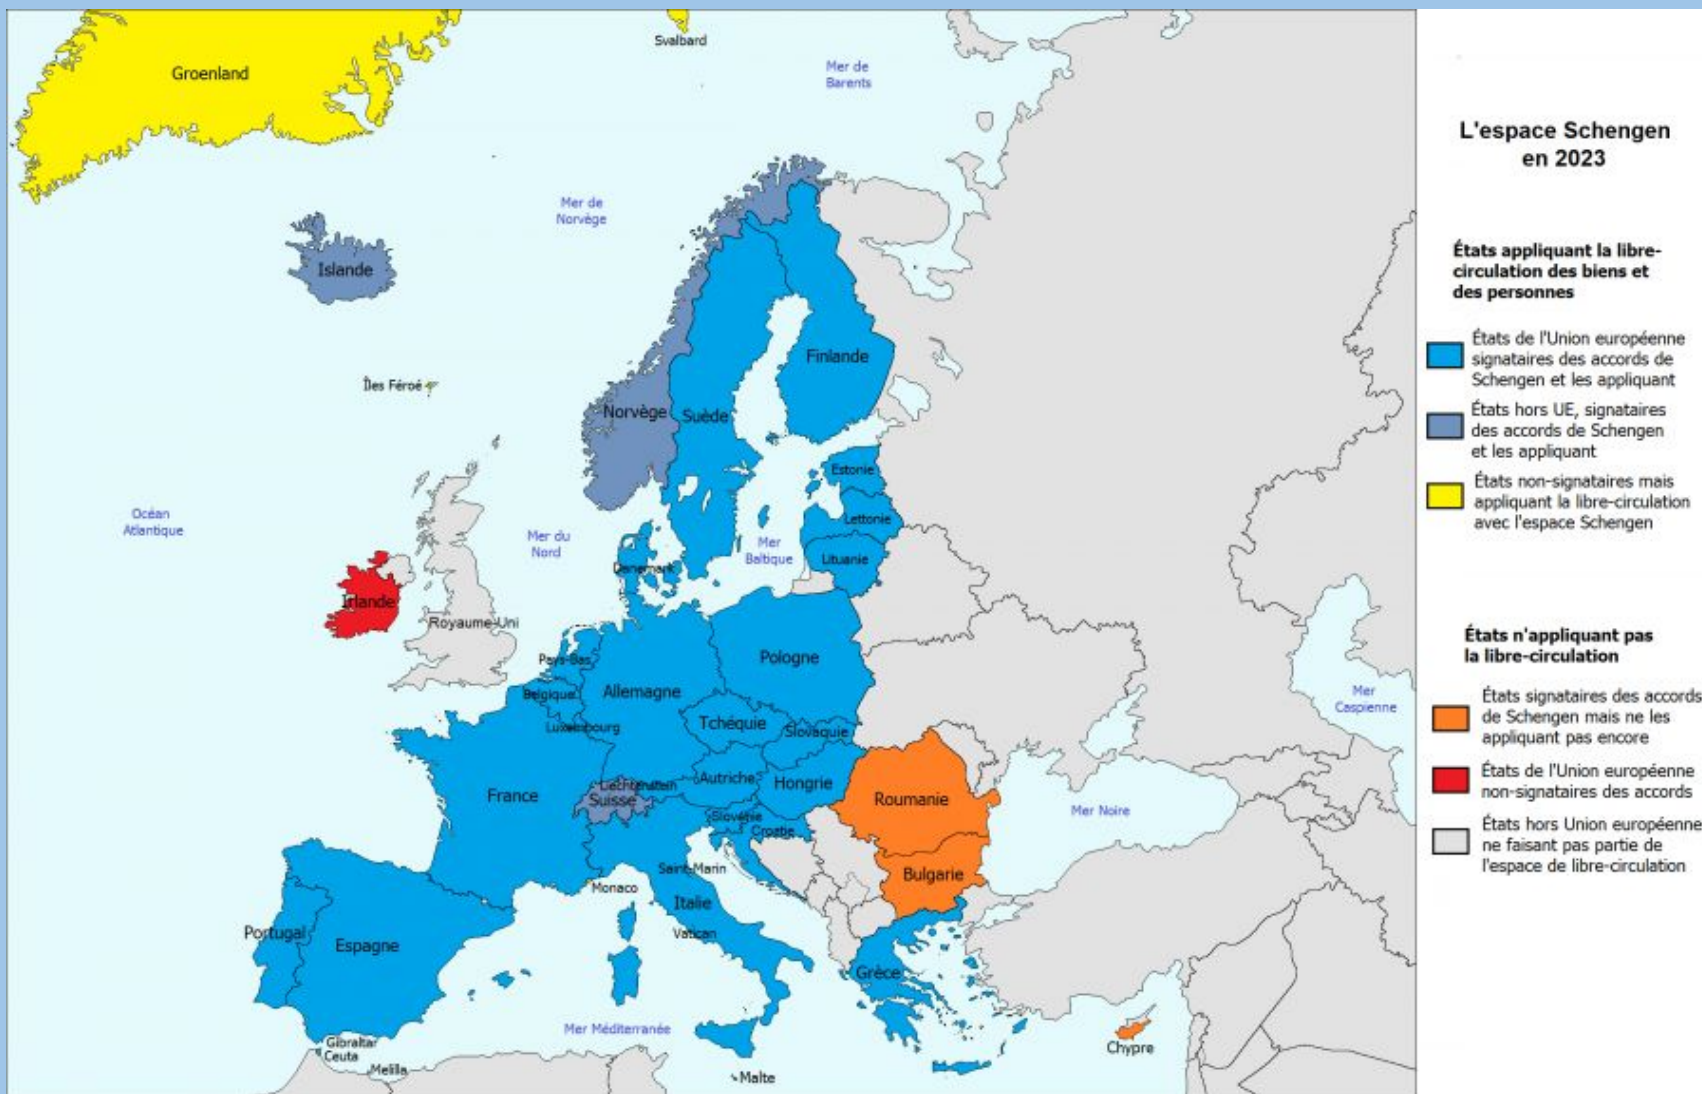 Svalbard
Groenland
Mer de
Barents
Mer de
Norvège
Islande
Finlande
Îles Féroé
Norvège
Suède
Estonie
Océan
Atlantique
Lettonie
Mer du
Nord
Mer
Baltique
Lituanie
Danemark
Irlande
Royaume-Uni
Pays-Bas
Pologne
Belgique
Allemagne
Mer
Caspienne
Luxembourg
Tchéquie
Slovaquie
Autriche
Hongrie
Liechtenstein
Suisse
France
Roumanie
Mer Noire
Slovénie
Croatie
Saint-Marin
Bulgarie
Monaco
Italie
Portugal
Espagne
Vatican
Grèce
Mer Méditerranée
Gibraltar
Ceuta
Melilla
Malte
Chypre
L'espace Schengen
en 2023
États appliquant la libre-
circulation des biens et
des personnes
États de l'Union européenne
signataires des accords de
Schengen et les appliquant
États hors UE, signataires
des accords de Schengen
et les appliquant
États non-signataires mais
appliquant la libre-circulation
avec l'espace Schengen
États n'appliquant pas
la libre-circulation
États signataires des accords
de Schengen mais ne les
appliquant pas encore
États de l'Union européenne
non-signataires des accords
États hors Union européenne
ne faisant pas partie de
l'espace de libre-circulation